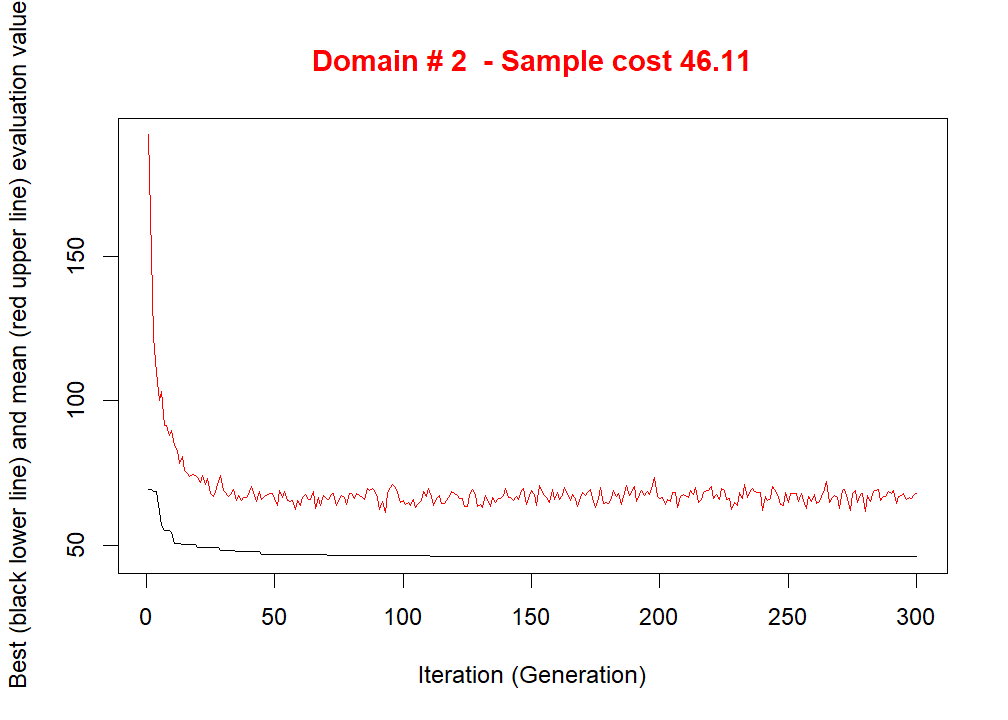 Domain # 2  - Sample cost 46.11
Best (black lower line) and mean (red upper line) evaluation value
150
100
50
0 50 100 150 200 250 300
Iteration (Generation)